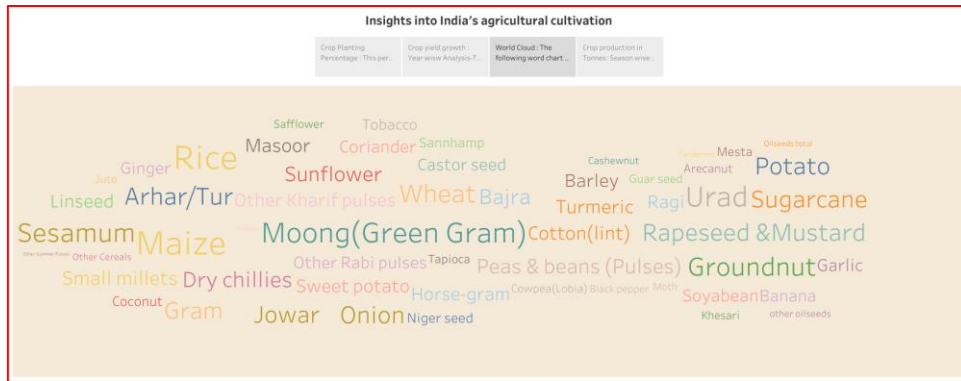 Insights into India's agricultural cultivation
Crop Planting
Percentage : This per...
Crop yield growth :
Year wisw Analysis-T...
World Cloud : The
following word chart ...
Crop production in
Tonnes: Season wise ...
Safflower Tobacco
Masoor Coriander Sannhamp
Oilseeds total
Ginger Rice Sunflower Castor seed Cashewnut Mesta
Arecanut Potato
Jute Barley Guar seed
Linseed Arhar/Tur Other Kharif pulses Wheat Bajra Turmeric Ragi Urad Sugarcane
Sesamum Maize Moong(Green Gram) Cotton(lint) Rapeseed &Mustard
Other Summer Pulses Other Cereals
Other Rabi pulses Tapioca Peas & beans (Pulses) Groundnut Garlic
Small millets Dry chillies Sweet potato Horse-gram Cowpea(Lobia) Black pepper Moth Soyabean Banana
Coconut Gram Jowar Onion Niger seed Khesari other oilseeds